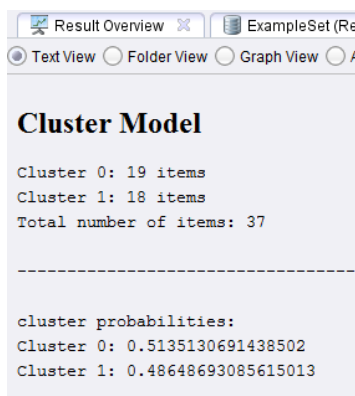 Result Overview ExampleSet (Re
Text View Folder View Graph View
Cluster Model
Cluster 0: 19 items
Cluster 1: 18 items
Total number of items: 37
----------------------------------
cluster probabilities:
Cluster 0: 0.5135130691438502
Cluster 1: 0.48648693085615013